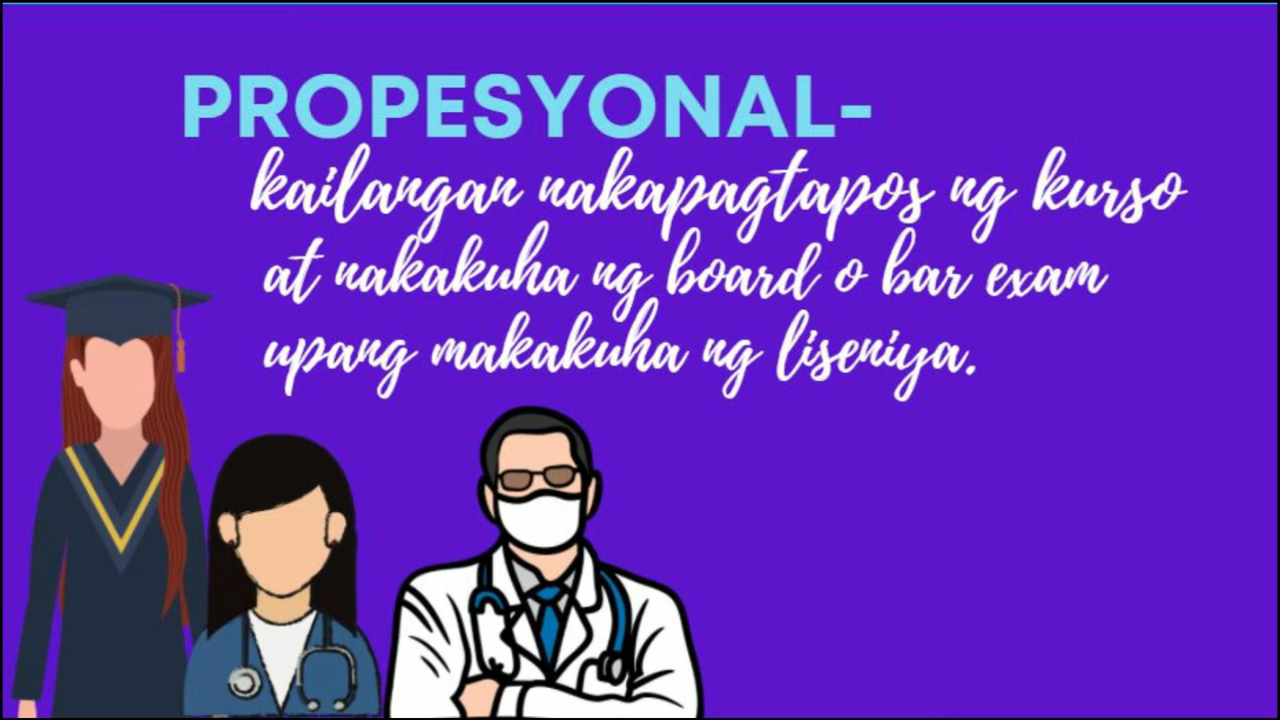 PROPESYONAL-
kailangan nakapagtapos ng kurso
at nakakuha ng board o bar exam
upang makakuha ng liseniya.